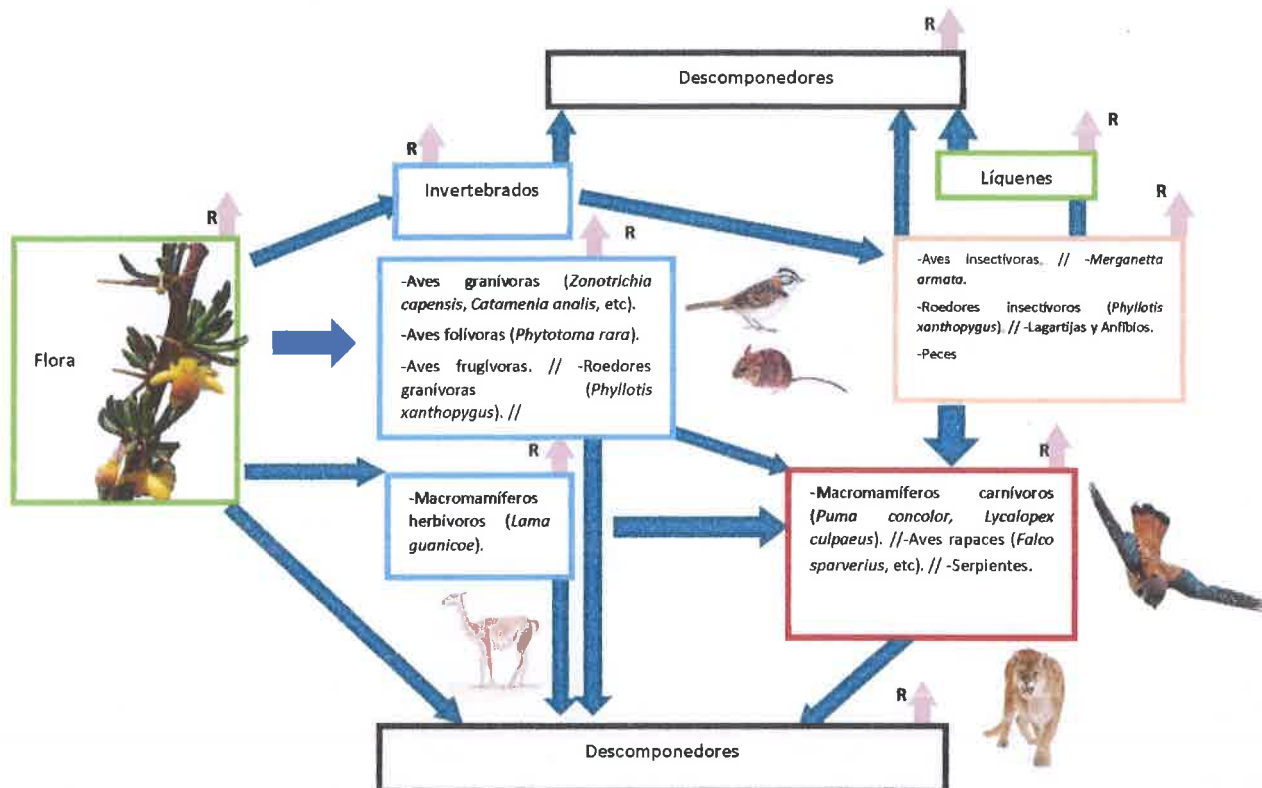 R
Descomponedores
R
R
Invertebrados
Líquenes
R
R
R
-Aves granívoras (Zonotrichia
capensis, Catamenia analis, etc).
-Aves folívoras (Phytotoma rara).
-Aves frugívoras. // -Roedores
granívoras (Phyllotis
xanthopygus). //
-Aves Insectívoras. // -Merganetta
armata.
-Roedores insectívoros (Phyllotis
xanthopygus). // -Lagartijas y Anfibios.
-Peces
Flora
R
R
-Macromamíferos
herbívoros (Lama
guanicoe).
-Macromamíferos carnívoros
(Puma concolor, Lycalopex
culpaeus). //-Aves rapaces (Falco
sparverius, etc). // -Serpientes.
R
Descomponedores